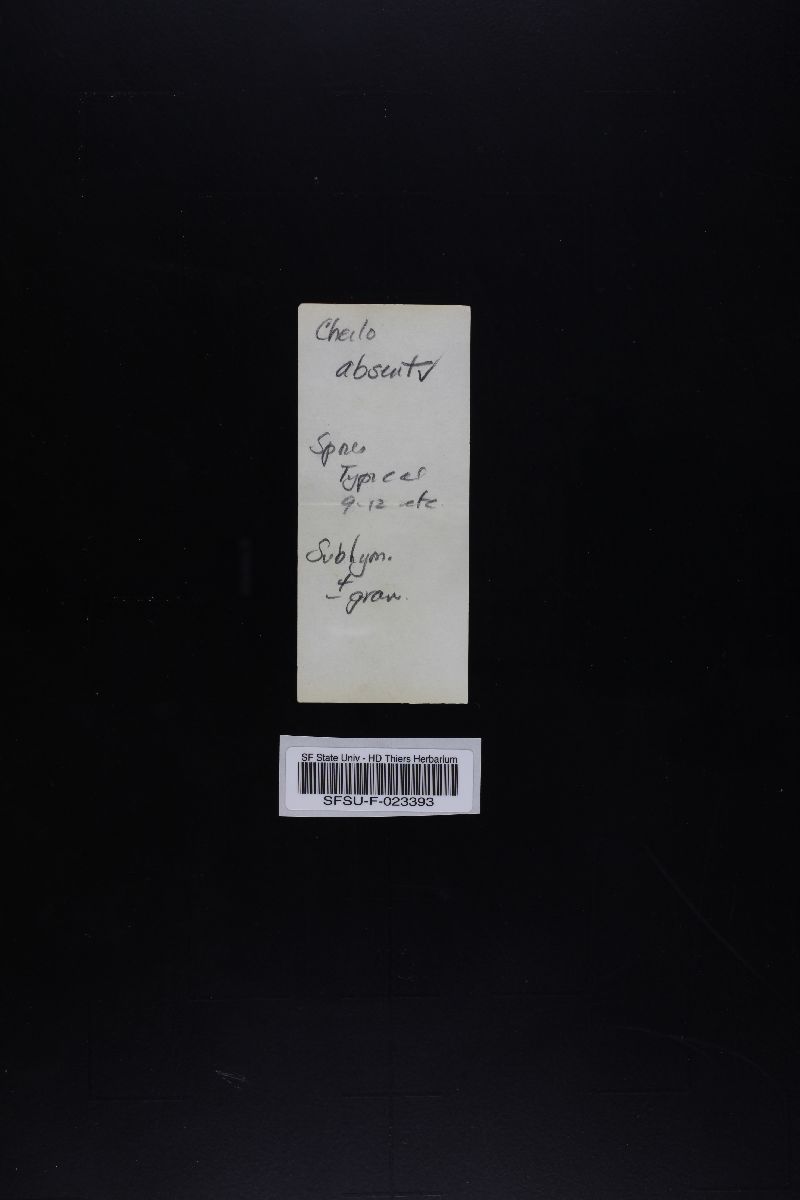 Cheilo
absent ✓
Spores
Typical
9-12 etc.
Subhym.
± gran.
SF State Univ - HD Thiers Herbarium
SFSU-F-023393